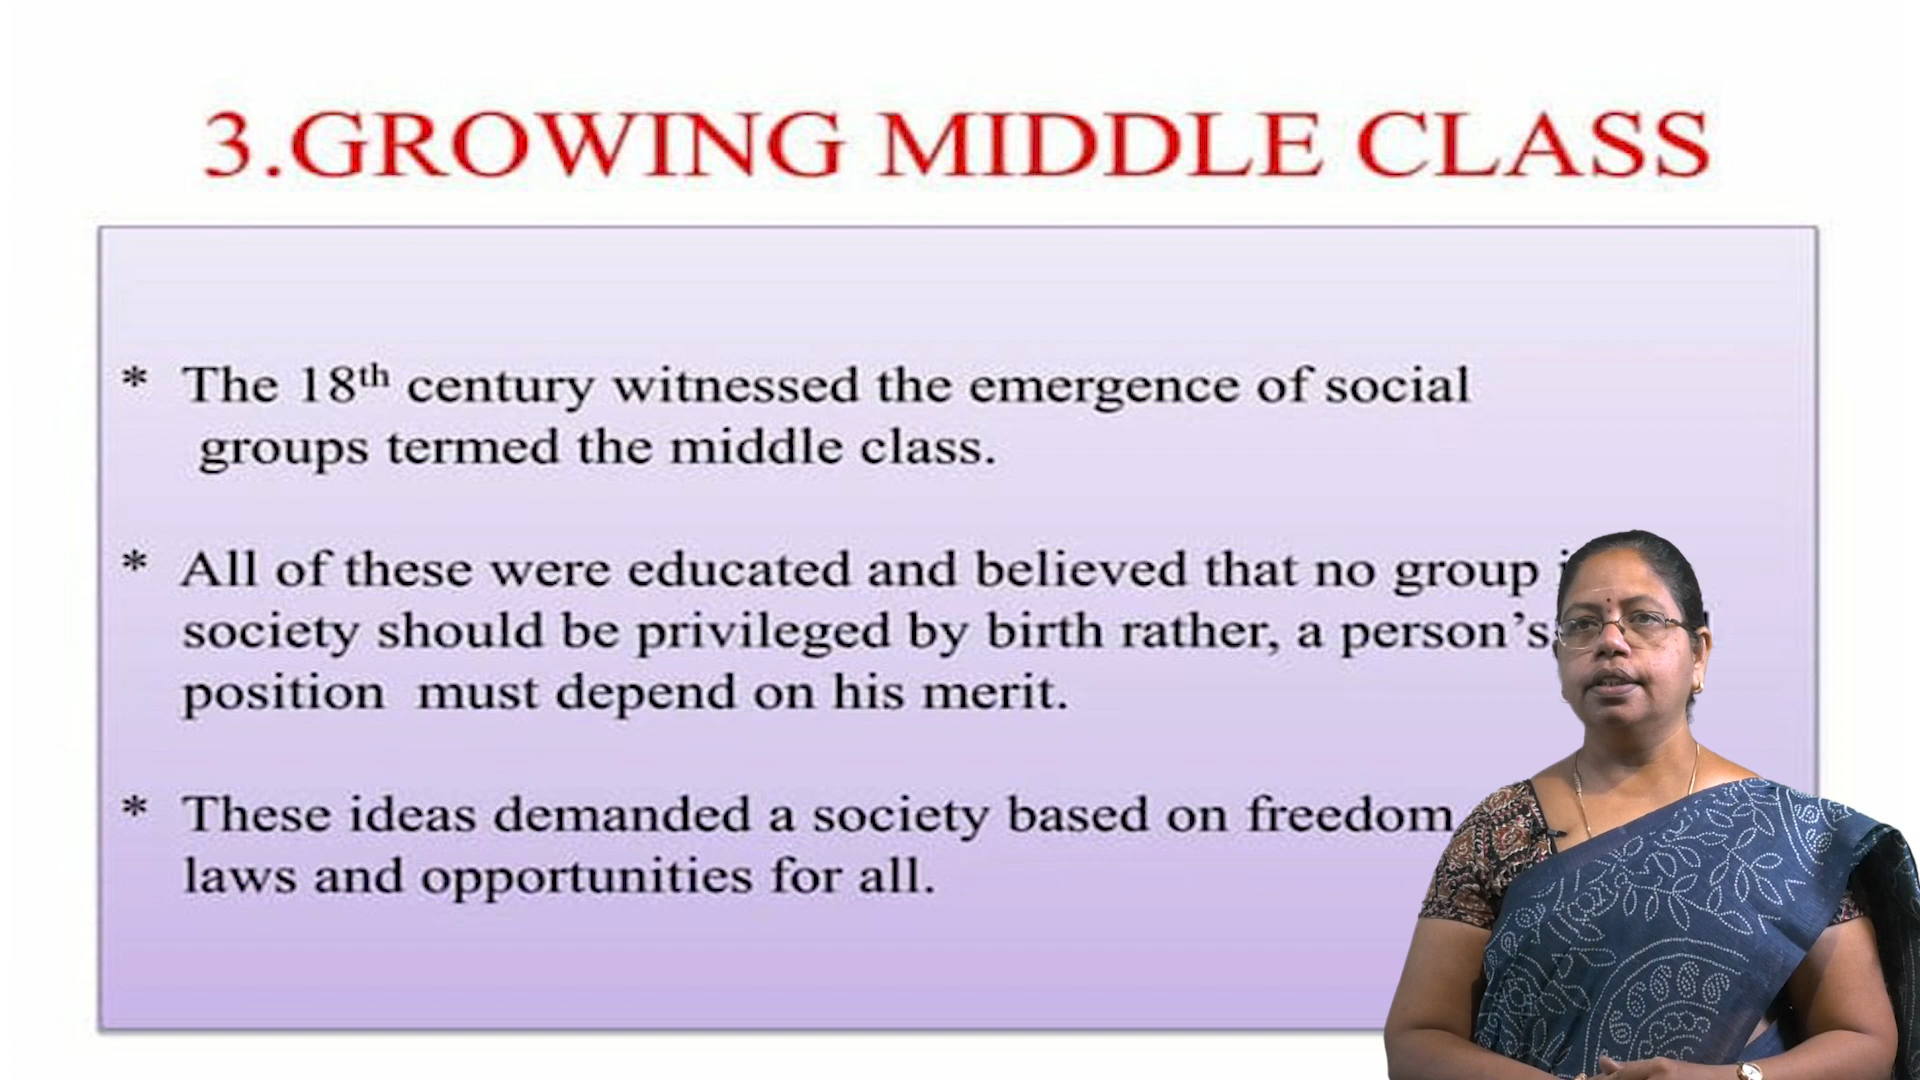 3.GROWING MIDDLE CLASS
* The 18th century witnessed the emergence of social
groups termed the middle class.
* All of these were educated and believed that no group
society should be privileged by birth rather, a person’s
position must depend on his merit.
* These ideas demanded a society based on freedom
laws and opportunities for all.